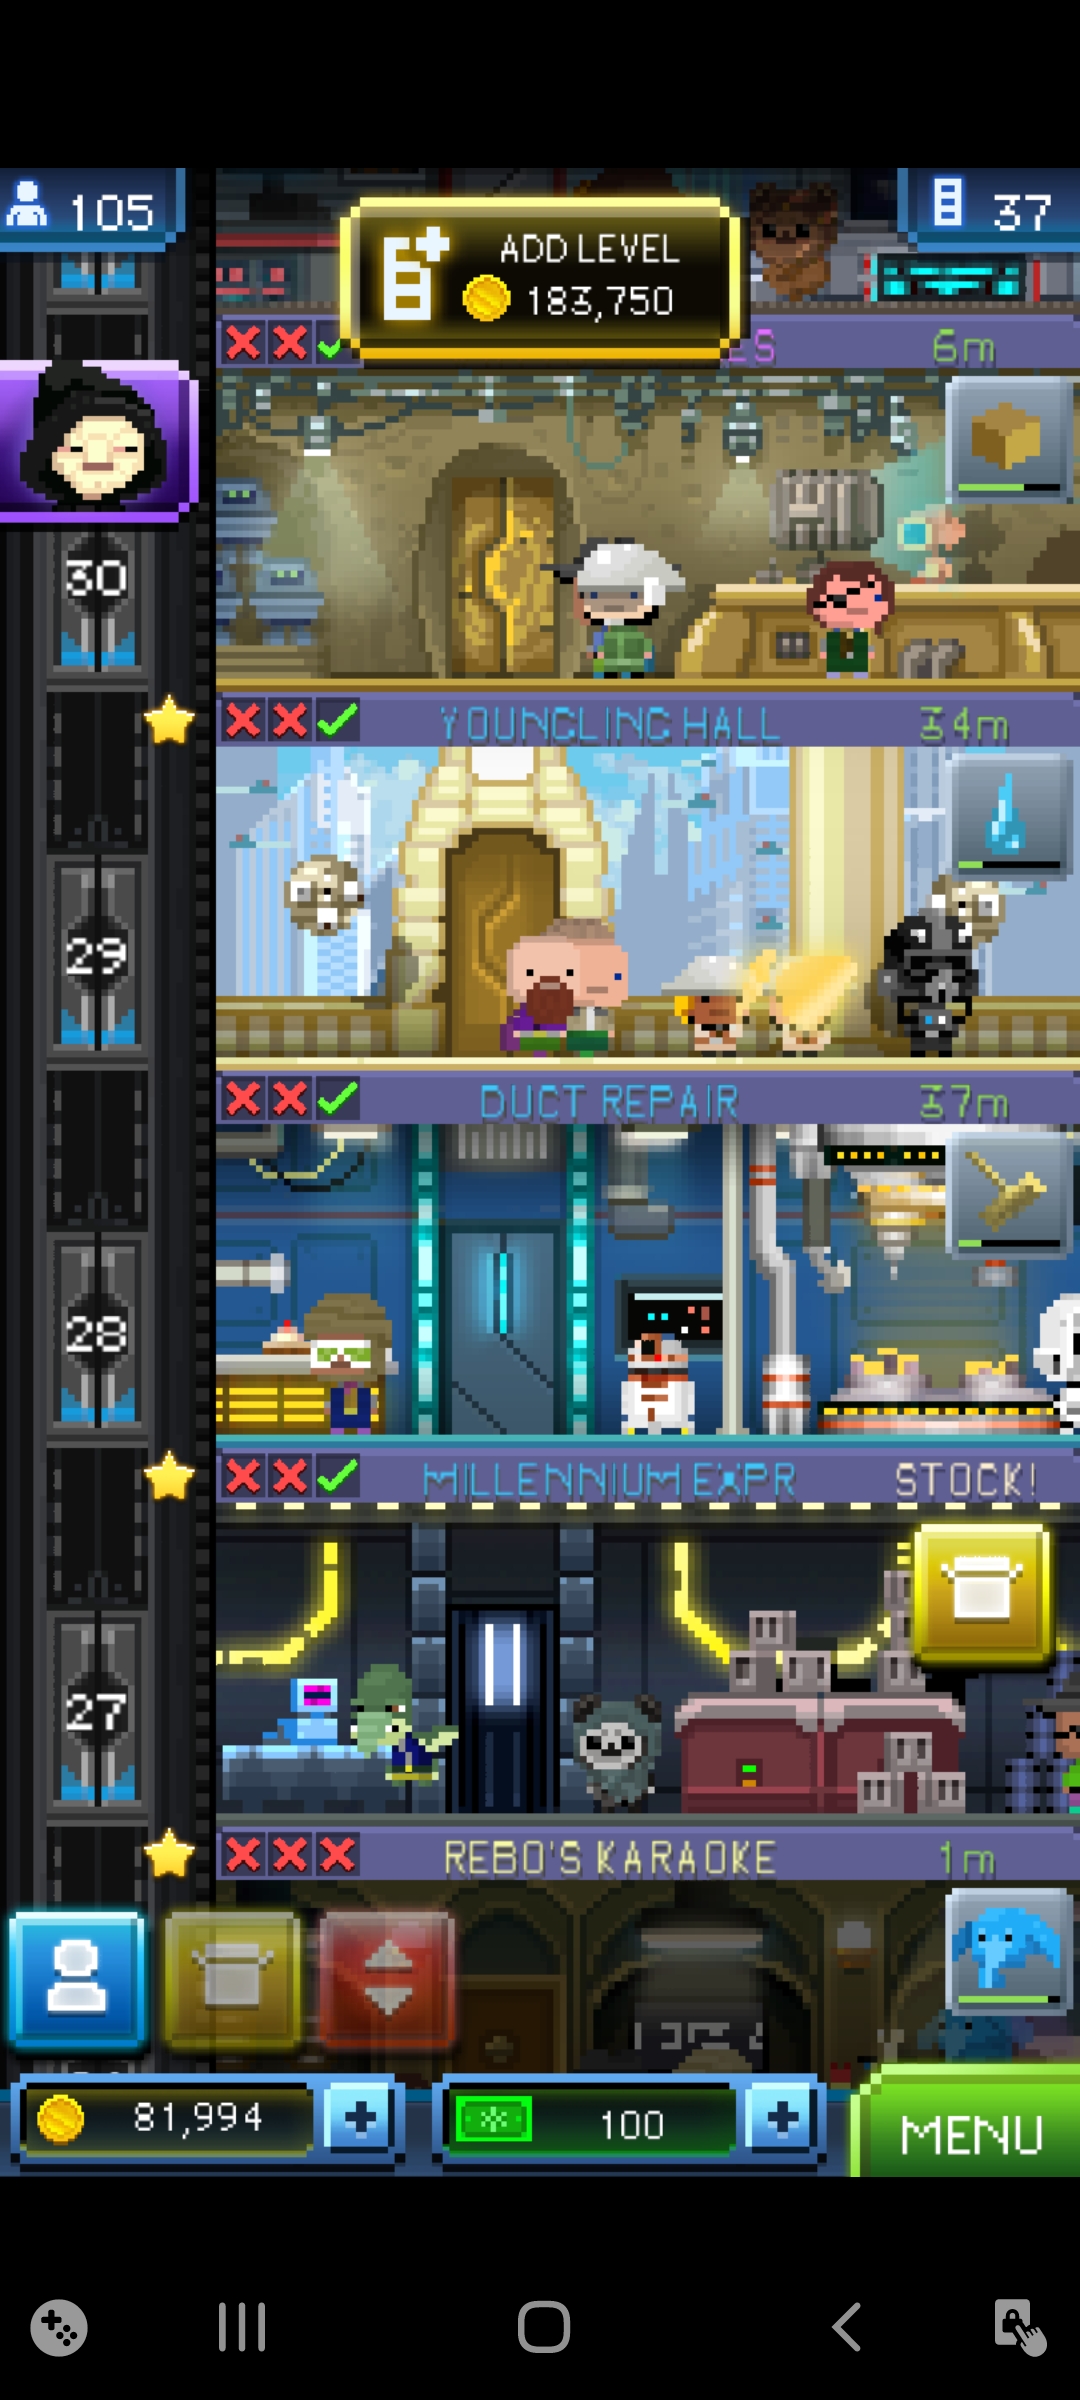 105
ADD LEVEL
183,750
37
ES
6m
30
YOUNGLING HALL
34m
29
DUCT REPAIR
37m
28
MILLENNIUM EXPR
STOCK!
27
REBO'S KARAOKE
1m
81,994
100
MENU